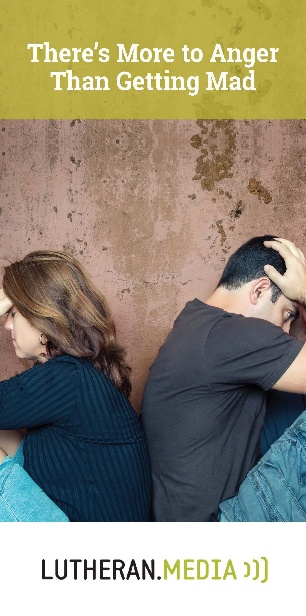 There's More to Anger
Than Getting Mad
LUTHERAN.MEDIA